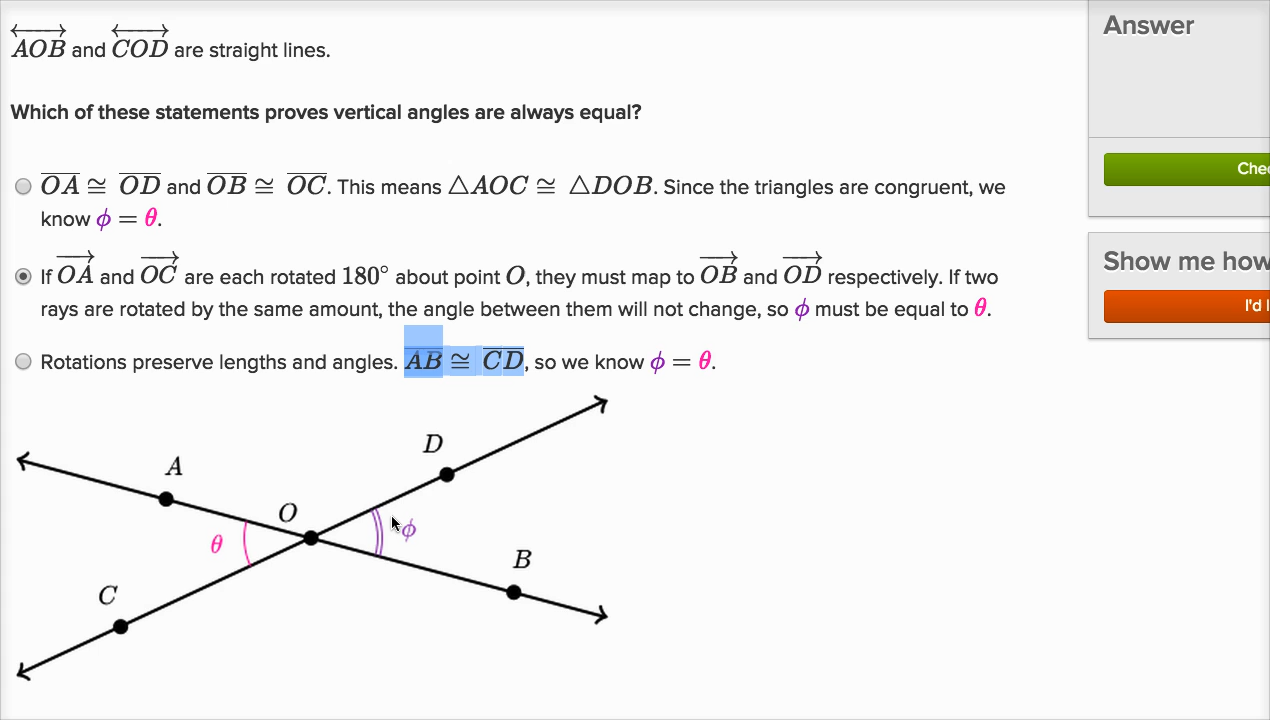 AOB and COD are straight lines.
Which of these statements proves vertical angles are always equal?
OA ≅ OD and OB ≅ OC. This means △AOC ≅ △DOB. Since the triangles are congruent, we
know ϕ = θ.
If OA and OC are each rotated 180° about point O, they must map to OB and OD respectively. If two
rays are rotated by the same amount, the angle between them will not change, so ϕ must be equal to θ.
Rotations preserve lengths and angles. AB ≅ CD, so we know ϕ = θ.
A
D
O
θ
ϕ
B
C
Answer
Show me how
I'd